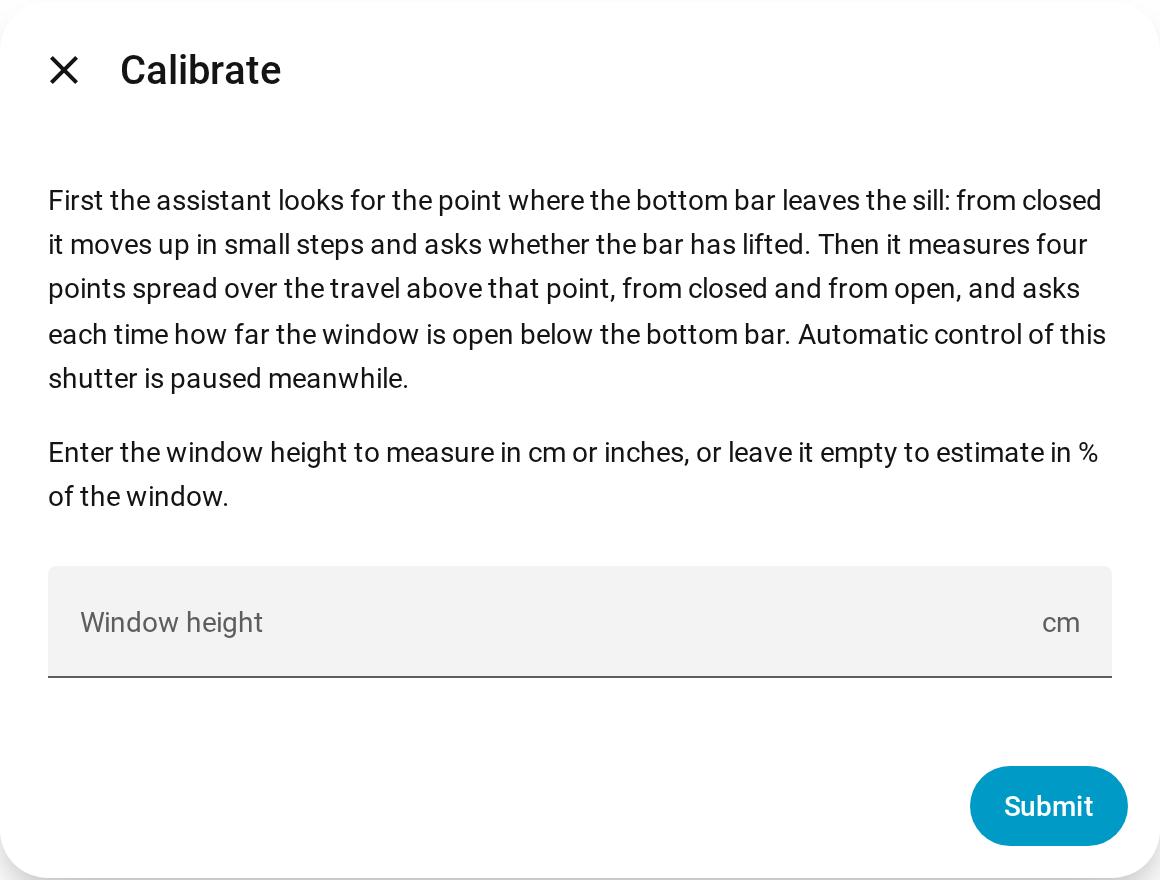 Calibrate
First the assistant looks for the point where the bottom bar leaves the sill: from closed
it moves up in small steps and asks whether the bar has lifted. Then it measures four
points spread over the travel above that point, from closed and from open, and asks
each time how far the window is open below the bottom bar. Automatic control of this
shutter is paused meanwhile.
Enter the window height to measure in cm or inches, or leave it empty to estimate in %
of the window.
Window height cm
Submit